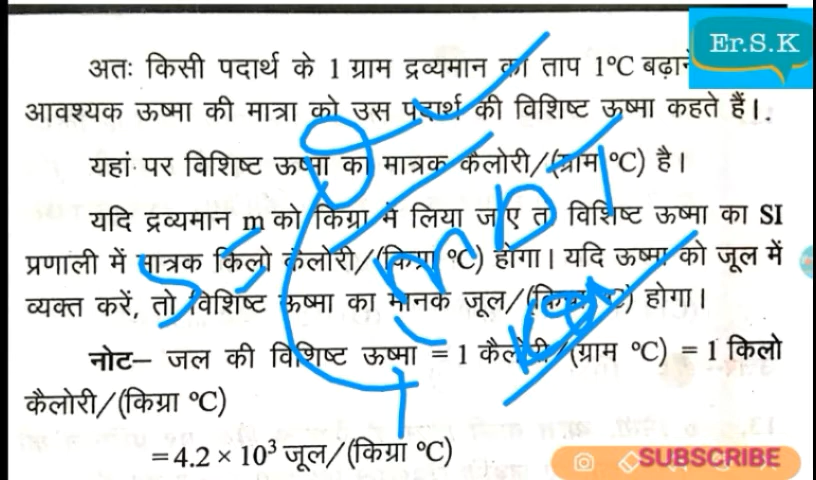 Er.S.K
अतः किसी पदार्थ के 1 ग्राम द्रव्यमान का ताप 1°C बढ़ाने
आवश्यक ऊष्मा की मात्रा को उस पदार्थ की विशिष्ट ऊष्मा कहते हैं।
यहां पर विशिष्ट ऊष्मा का मात्रक कैलोरी/(ग्राम °C) है।
यदि द्रव्यमान m को किग्रा में लिया जाए तो विशिष्ट ऊष्मा का SI
प्रणाली में मात्रक किलो कैलोरी/(किग्रा °C) होगा। यदि ऊष्मा को जूल में
व्यक्त करें, तो विशिष्ट ऊष्मा का मानक जूल/(किग्रा °C) होगा।
नोट– जल की विशिष्ट ऊष्मा = 1 कैलोरी/(ग्राम °C) = 1 किलो
कैलोरी/(किग्रा °C)
= 4.2 × 10³ जूल/(किग्रा °C)
S =
SUBSCRIBE